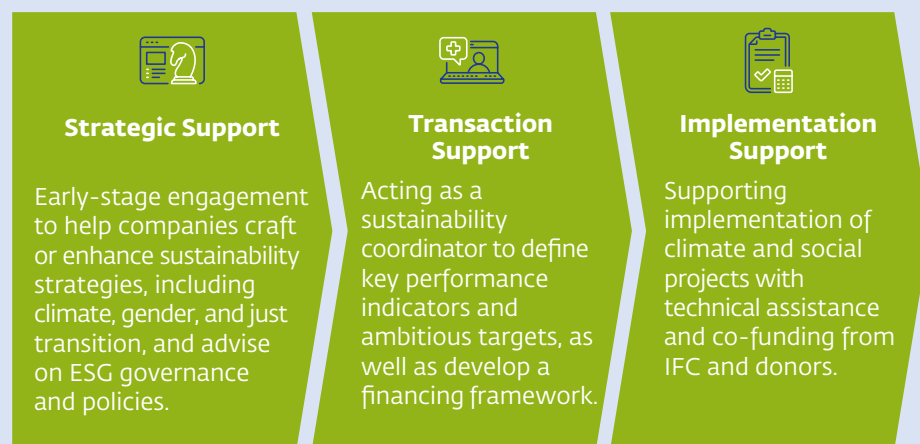 Strategic Support
Early-stage engagement
to help companies craft
or enhance sustainability
strategies, including
climate, gender, and just
transition, and advise
on ESG governance
and policies.
Transaction
Support
Acting as a
sustainability
coordinator to define
key performance
indicators and
ambitious targets, as
well as develop a
financing framework.
Implementation
Support
Supporting
implementation of
climate and social
projects with
technical assistance
and co-funding from
IFC and donors.